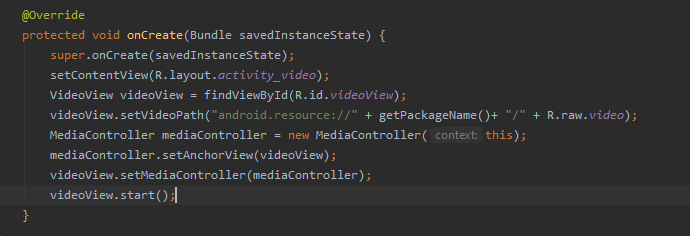 @Override
protected void onCreate(Bundle savedInstanceState) {
super.onCreate(savedInstanceState);
setContentView(R.layout.activity_video);
VideoView videoView = findViewById(R.id.videoView);
videoView.setVideoPath("android.resource://" + getPackageName()+ "/" + R.raw.video);
MediaController mediaController = new MediaController( context: this);
mediaController.setAnchorView(videoView);
videoView.setMediaController(mediaController);
videoView.start();
}